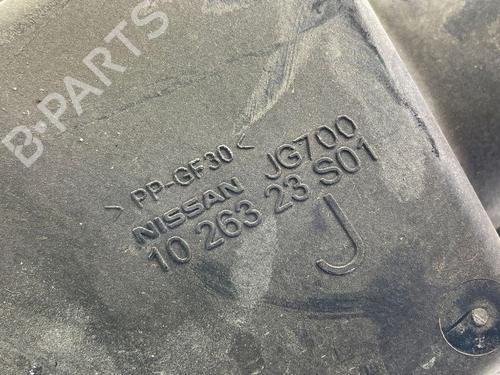 B-PARTS
>PP-GF30<
NISSAN JG700
10 263 23 S01
J